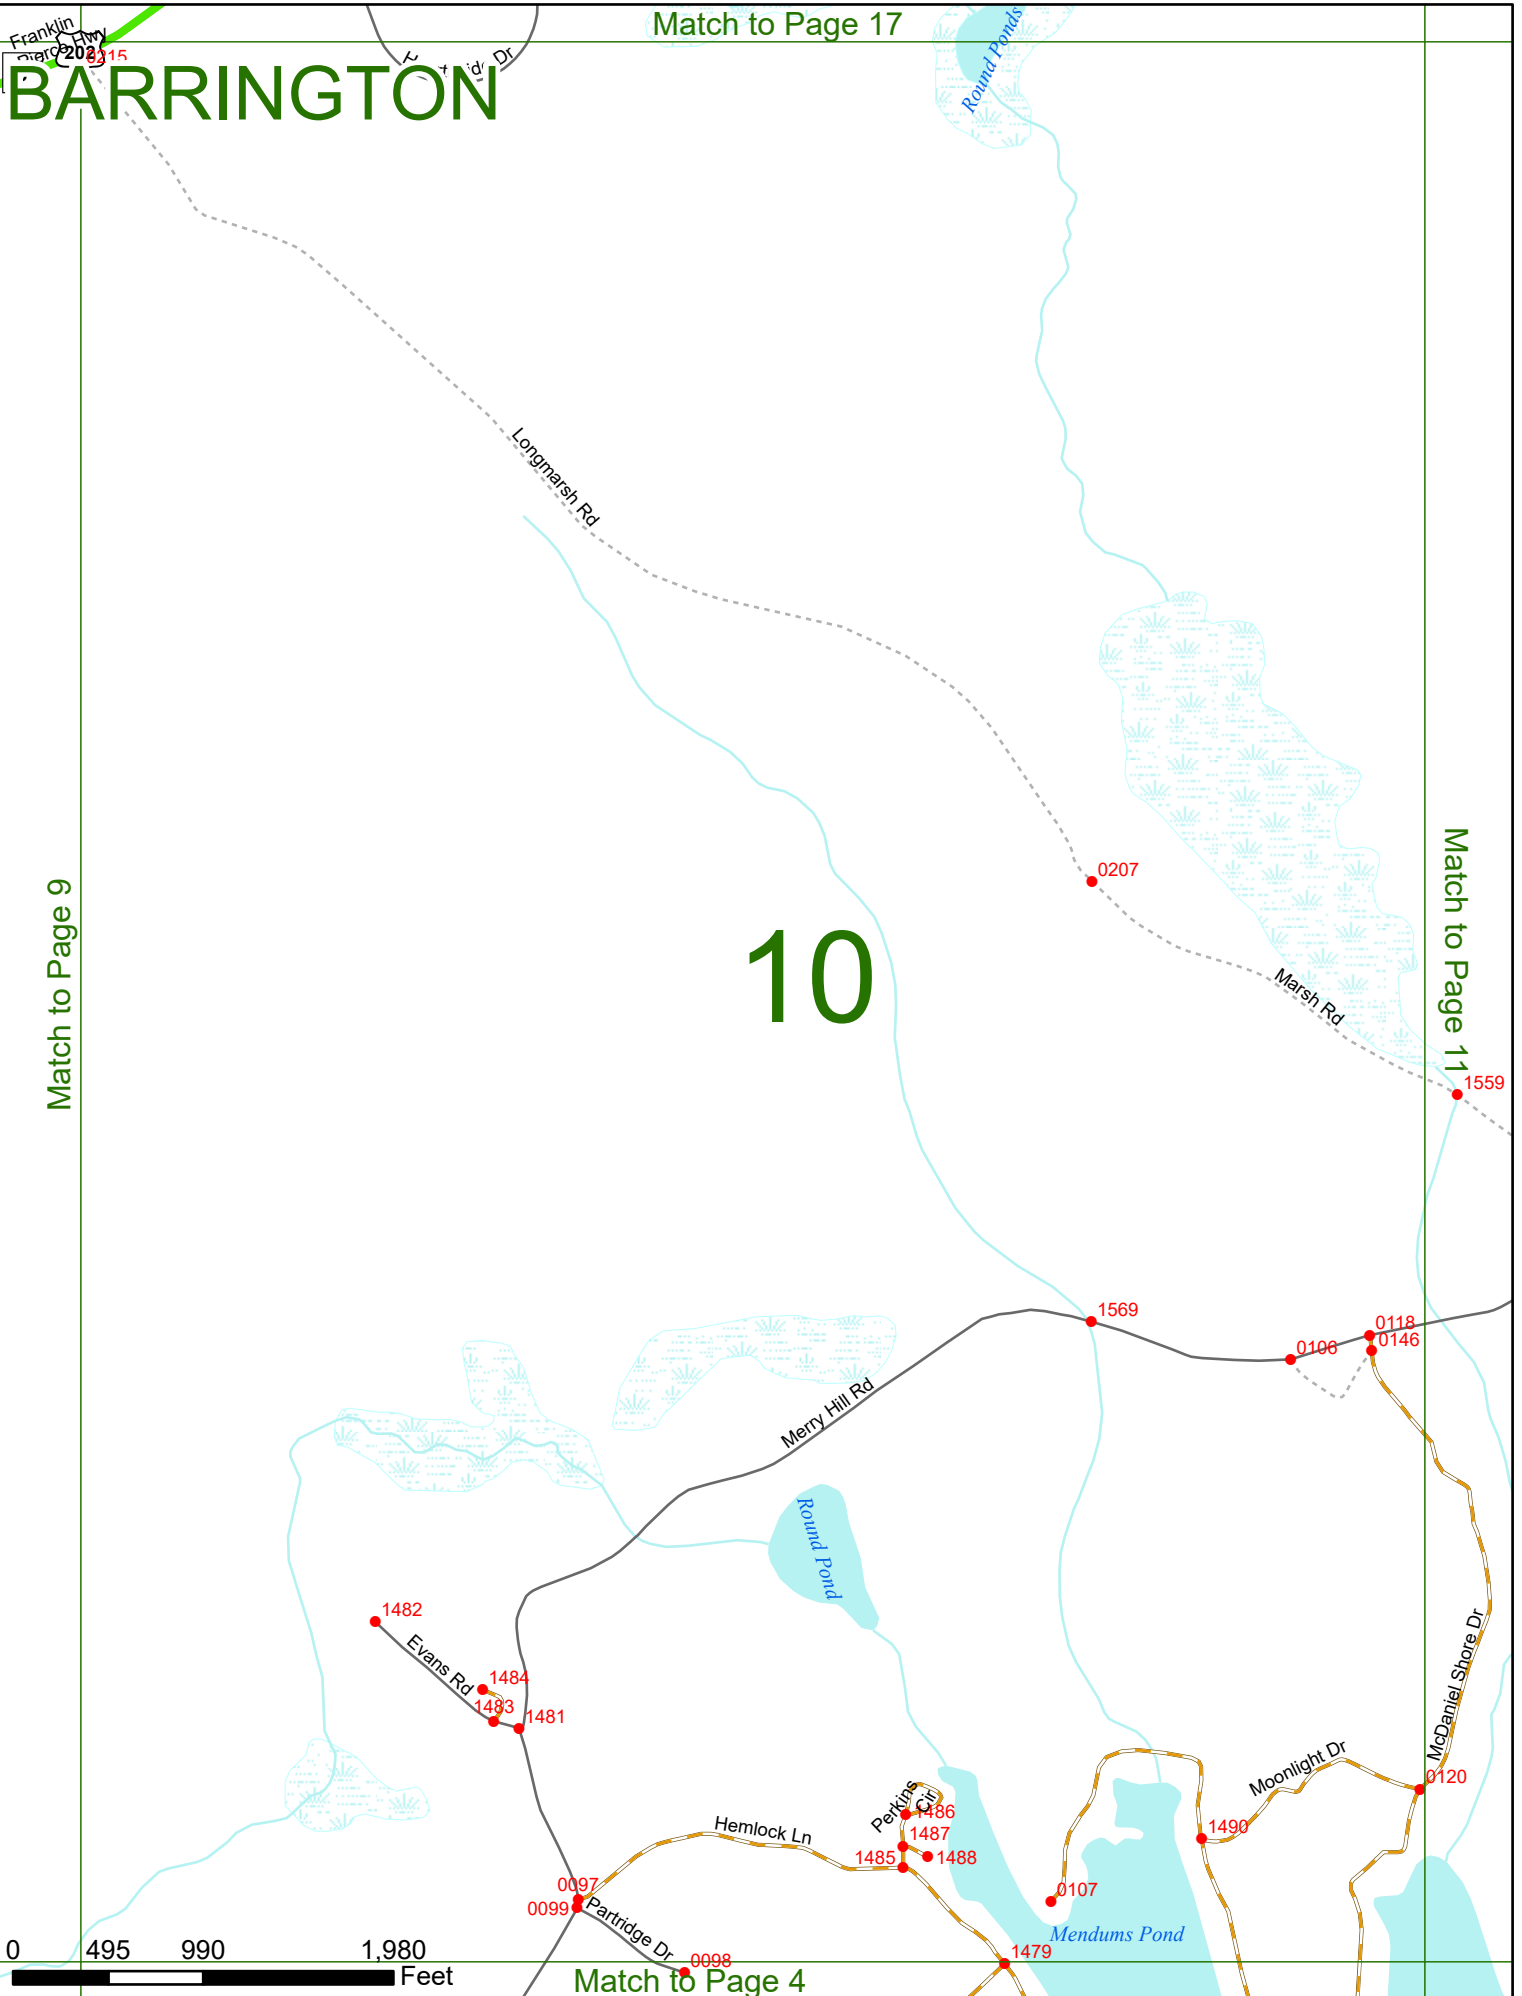 Match to Page 17
Franklin
Pierce Hwy
202
0215
BARRINGTON
Round Ponds
Longmarsh Rd
0207
10
Match to Page 9
Match to Page 11
Marsh Rd
1559
1569
0118
0146
0106
Merry Hill Rd
Round Pond
1482
Evans Rd
1484
1483
1481
McDaniel Shore Dr
Moonlight Dr
0120
Perkins
Cir
1486
Hemlock Ln
1487
1485
1488
1490
0097
0099
Partridge Dr
0107
Mendums Pond
0098
1479
0 495 990 1,980
Feet
Match to Page 4